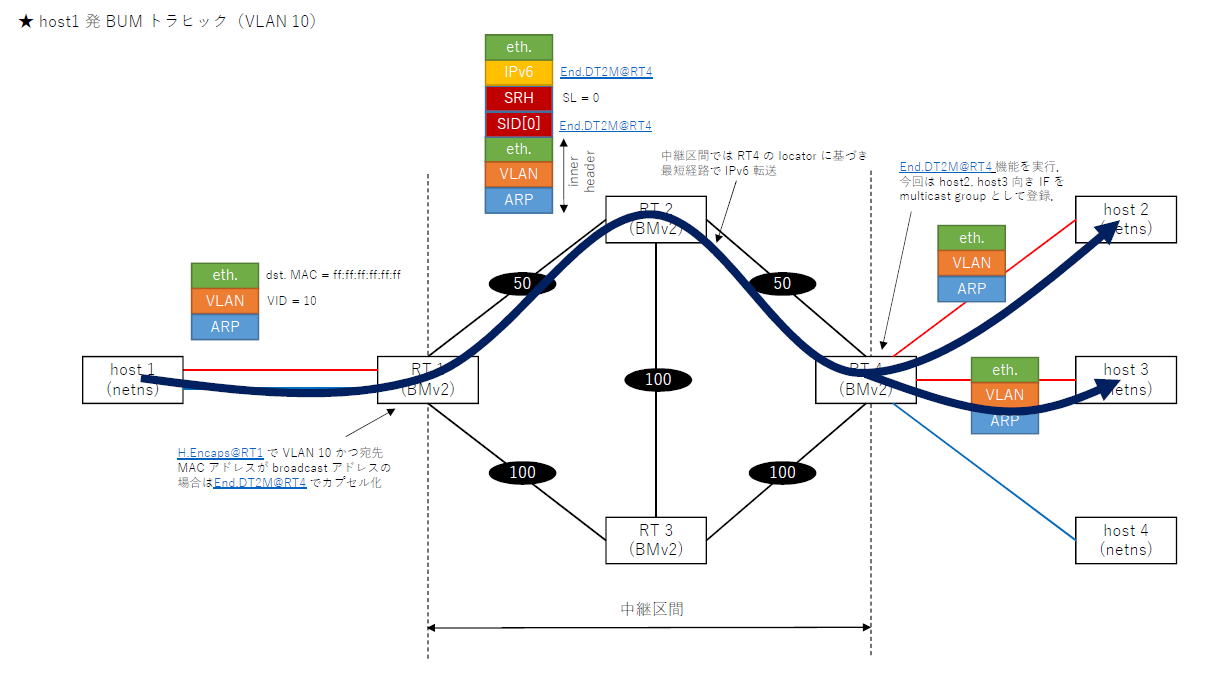 ★ host1 発 BUM トラヒック（VLAN 10）
eth.
IPv6
End.DT2M@RT4
SRH
SL = 0
SID[0]
End.DT2M@RT4
eth.
VLAN
ARP
inner
header
中継区間では RT4 の locator に基づき
最短経路で IPv6 転送
End.DT2M@RT4 機能を実行．
今回は host2, host3 向き IF を
multicast group として登録．
RT 2
(BMv2)
host 2
(netns)
eth.
VLAN
ARP
eth.
dst. MAC = ff:ff:ff:ff:ff:ff
VLAN
VID = 10
ARP
50
50
host 1
(netns)
RT 1
(BMv2)
100
RT 4
(BMv2)
eth.
VLAN
ARP
host 3
(netns)
H.Encaps@RT1 で VLAN 10 かつ宛先
MAC アドレスが broadcast アドレスの
場合はEnd.DT2M@RT4 でカプセル化
100
100
RT 3
(BMv2)
host 4
(netns)
中継区間